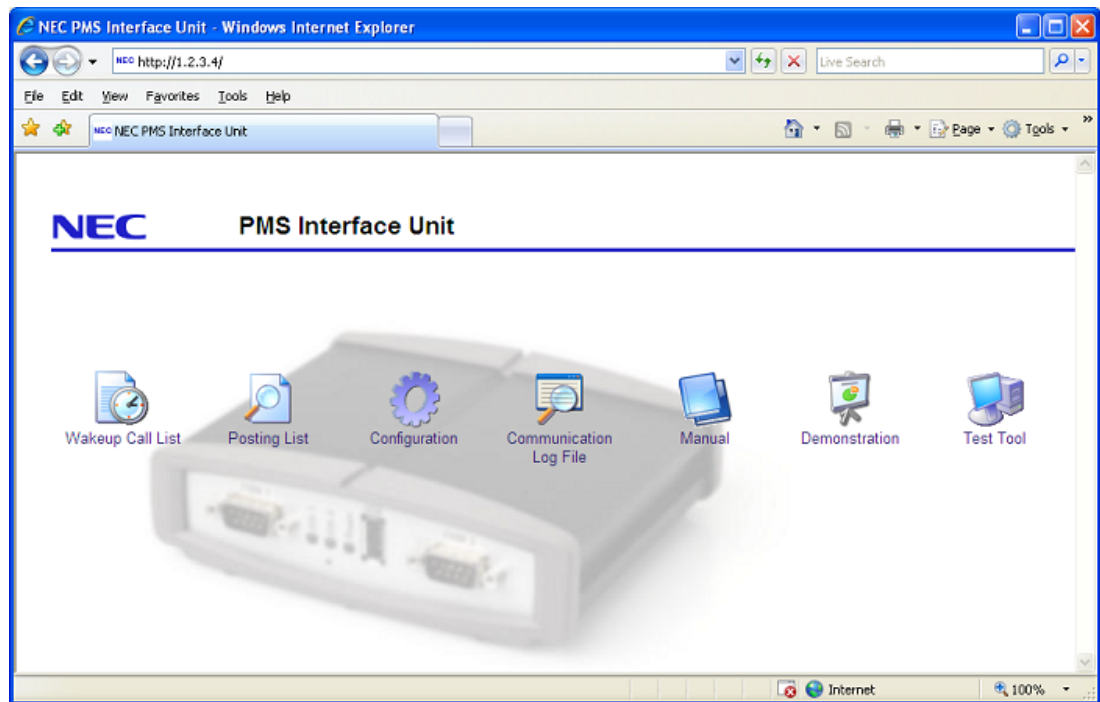 NEC PMS Interface Unit - Windows Internet Explorer
NEC http://1.2.3.4/
Live Search
File Edit View Favorites Tools Help
NEC NEC PMS Interface Unit
Page Tools »
NEC PMS Interface Unit
Wakeup Call List Posting List Configuration Communication Manual Demonstration Test Tool
Log File
Internet 100%